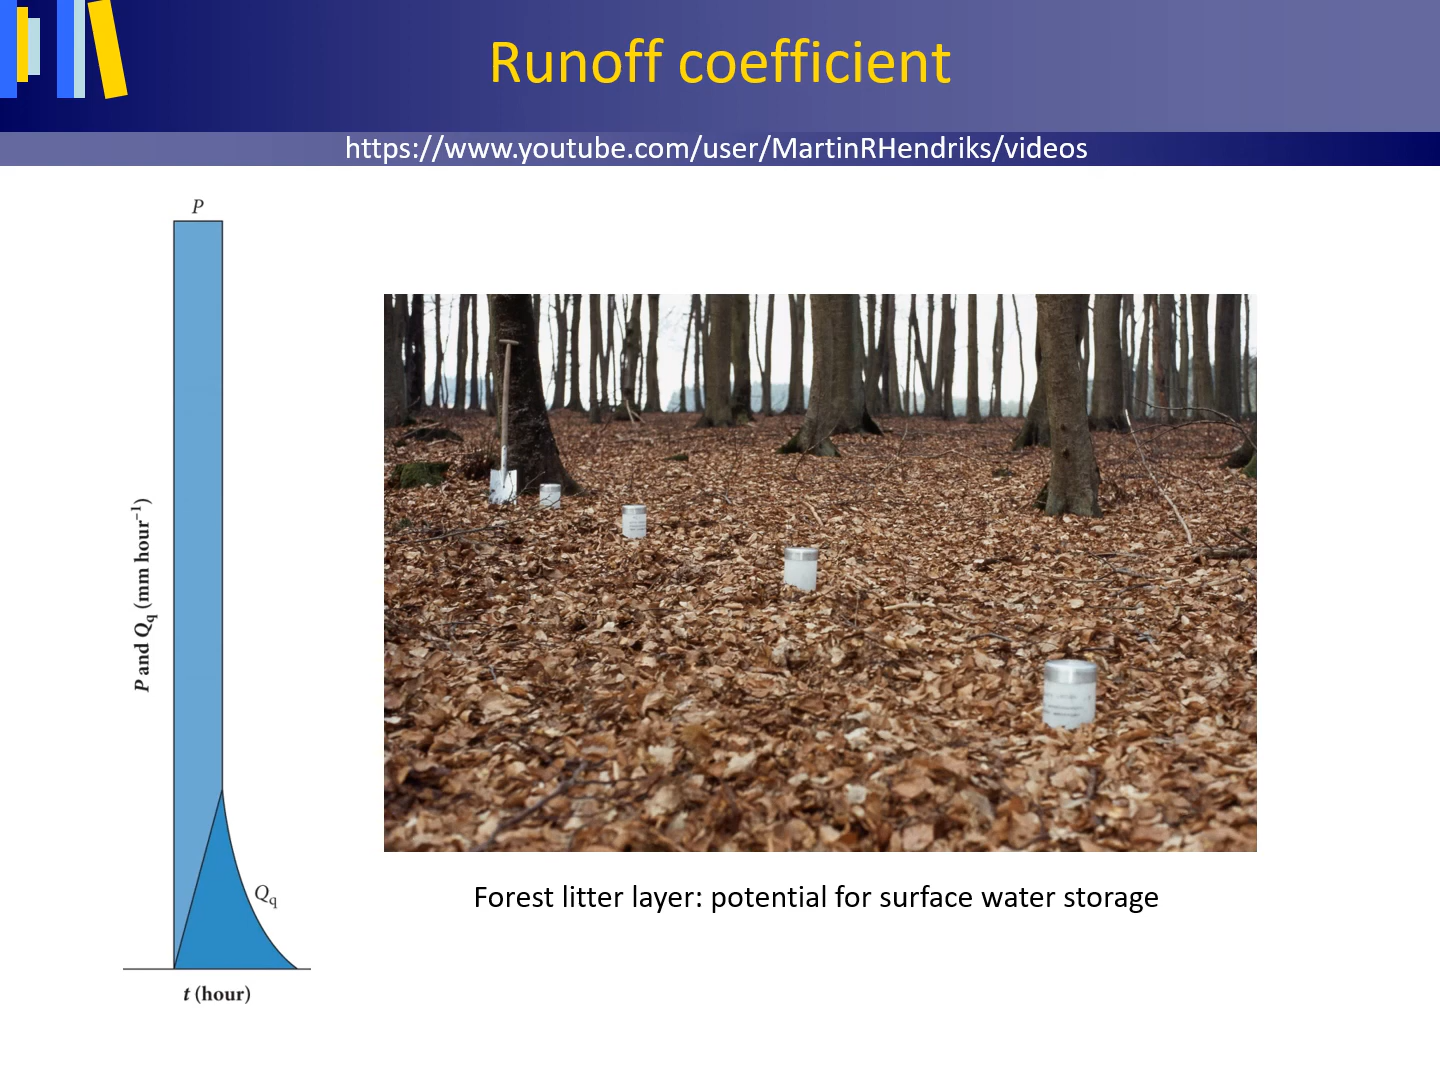 Runoff coefficient
https://www.youtube.com/user/MartinRHendriks/videos
P
P and Qq (mm hour⁻¹)
Qq
t (hour)
Forest litter layer: potential for surface water storage